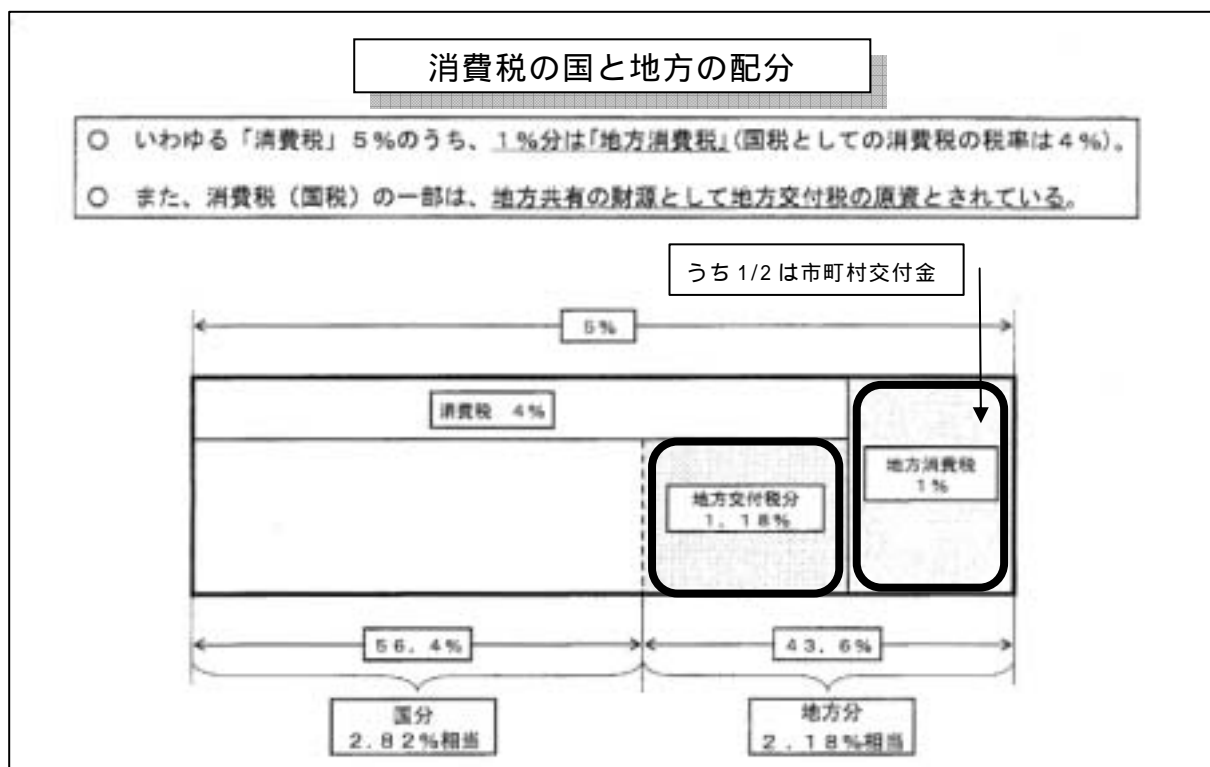 消費税の国と地方の配分
○ いわゆる「消費税」5%のうち、1%分は「地方消費税」(国税としての消費税の税率は4%)。
○ また、消費税(国税)の一部は、地方共有の財源として地方交付税の原資とされている。
うち 1/2 は市町村交付金
5%
消費税 4%
地方消費税
1%
地方交付税分
1.18%
56.4%
43.6%
国分
2.82%相当
地方分
2.18%相当